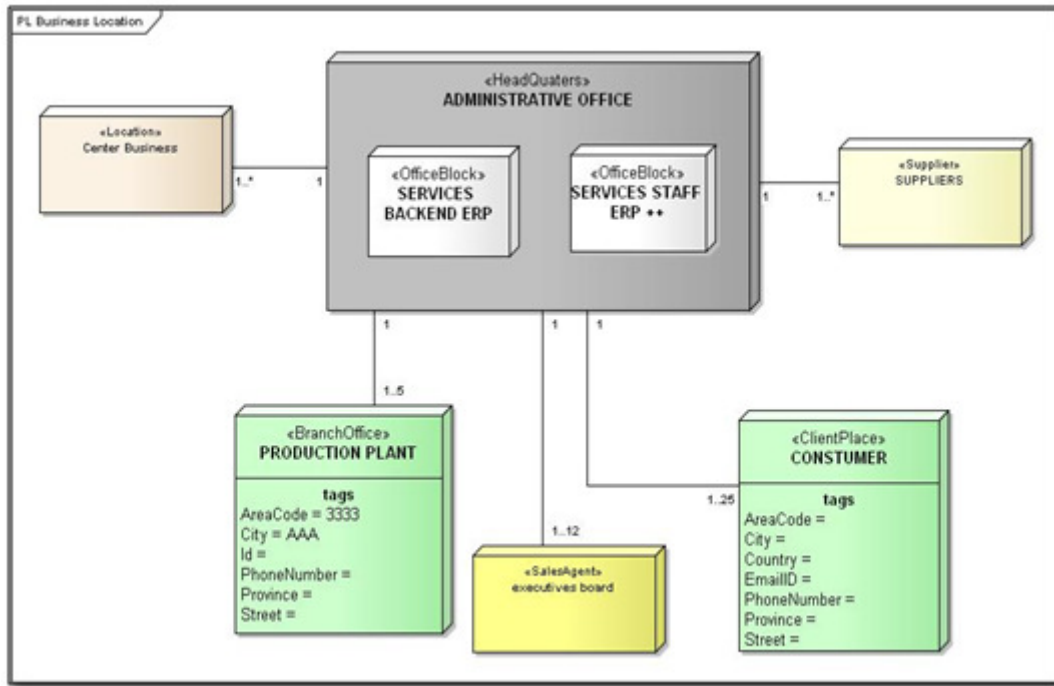 PL Business Location
«HeadQuaters»
ADMINISTRATIVE OFFICE
«Location»
Center Business
1..*
1
«OfficeBlock»
SERVICES
BACKEND ERP
«OfficeBlock»
SERVICES STAFF
ERP ++
«Supplier»
SUPPLIERS
1
1..*
1
1
1
1..5
«BranchOffice»
PRODUCTION PLANT
tags
AreaCode = 3333
City = AAA
Id =
PhoneNumber =
Province =
Street =
1..12
«SalesAgent»
executives board
1..25
«ClientPlace»
CONSTUMER
tags
AreaCode =
City =
Country =
EmailID =
PhoneNumber =
Province =
Street =